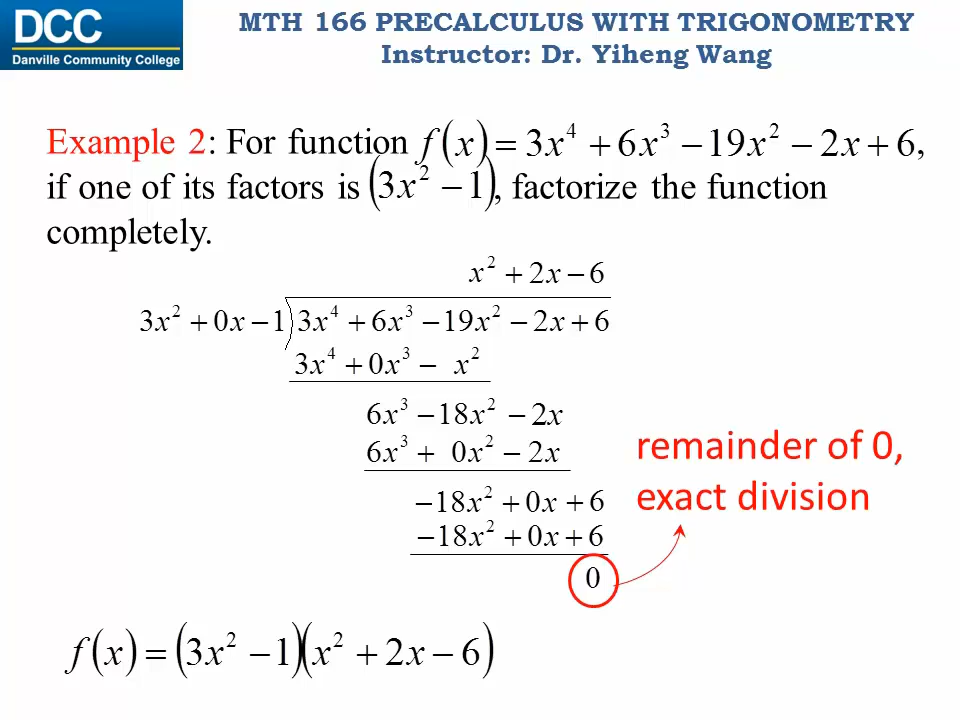 DCC
Danville Community College
MTH 166 PRECALCULUS WITH TRIGONOMETRY
Instructor: Dr. Yiheng Wang
Example 2: For function f(x) = 3x⁴ + 6x³ − 19x² − 2x + 6,
if one of its factors is (3x² − 1), factorize the function
completely.
x² + 2x − 6
3x² + 0x − 1)3x⁴ + 6x³ − 19x² − 2x + 6
3x⁴ + 0x³ − x²
6x³ − 18x² − 2x
6x³ + 0x² − 2x
−18x² + 0x + 6
−18x² + 0x + 6
0
remainder of 0,
exact division
f(x) = (3x² − 1)(x² + 2x − 6)